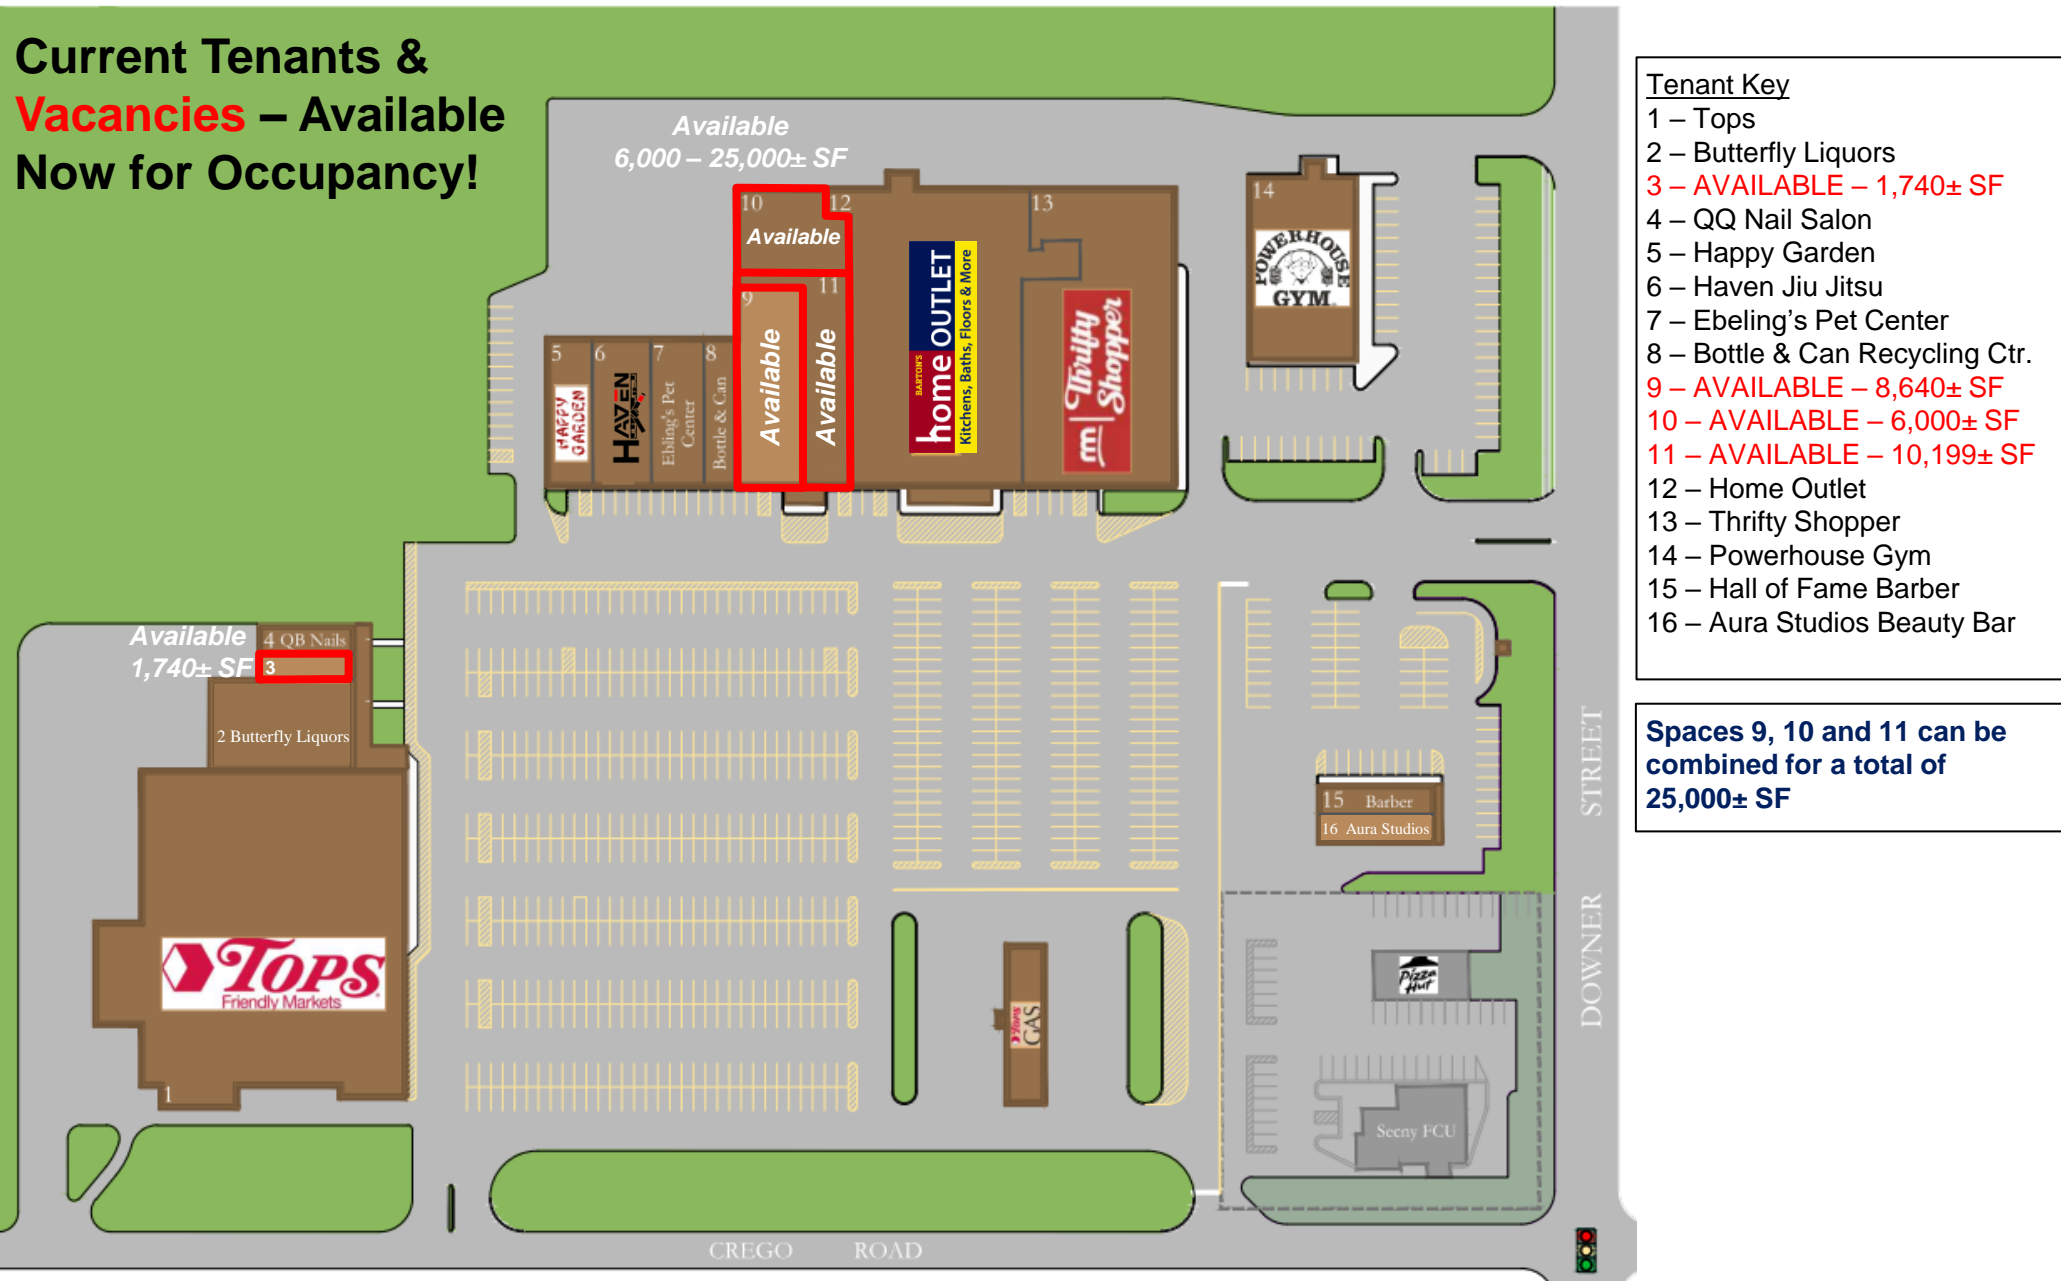 Current Tenants &
Vacancies – Available
Now for Occupancy!
Available
6,000 – 25,000± SF
10
12
Available
11
9
Available
Available
13
14
POWERHOUSE
GYM
BARTON'S
home OUTLET
Kitchens, Baths, Floors & More
m | Thrifty
Shopper
5
6
7
8
HAPPY
GARDEN
HAVEN
Ebling's Pet
Center
Bottle & Can
Available
1,740± SF
4 QB Nails
3
2 Butterfly Liquors
TOPS
Friendly Markets
1
TOPS
GAS
15 Barber
16 Aura Studios
Pizza
Hut
Secny FCU
DOWNER STREET
CREGO ROAD
Tenant Key
1 – Tops
2 – Butterfly Liquors
3 – AVAILABLE – 1,740± SF
4 – QQ Nail Salon
5 – Happy Garden
6 – Haven Jiu Jitsu
7 – Ebeling's Pet Center
8 – Bottle & Can Recycling Ctr.
9 – AVAILABLE – 8,640± SF
10 – AVAILABLE – 6,000± SF
11 – AVAILABLE – 10,199± SF
12 – Home Outlet
13 – Thrifty Shopper
14 – Powerhouse Gym
15 – Hall of Fame Barber
16 – Aura Studios Beauty Bar
Spaces 9, 10 and 11 can be
combined for a total of
25,000± SF